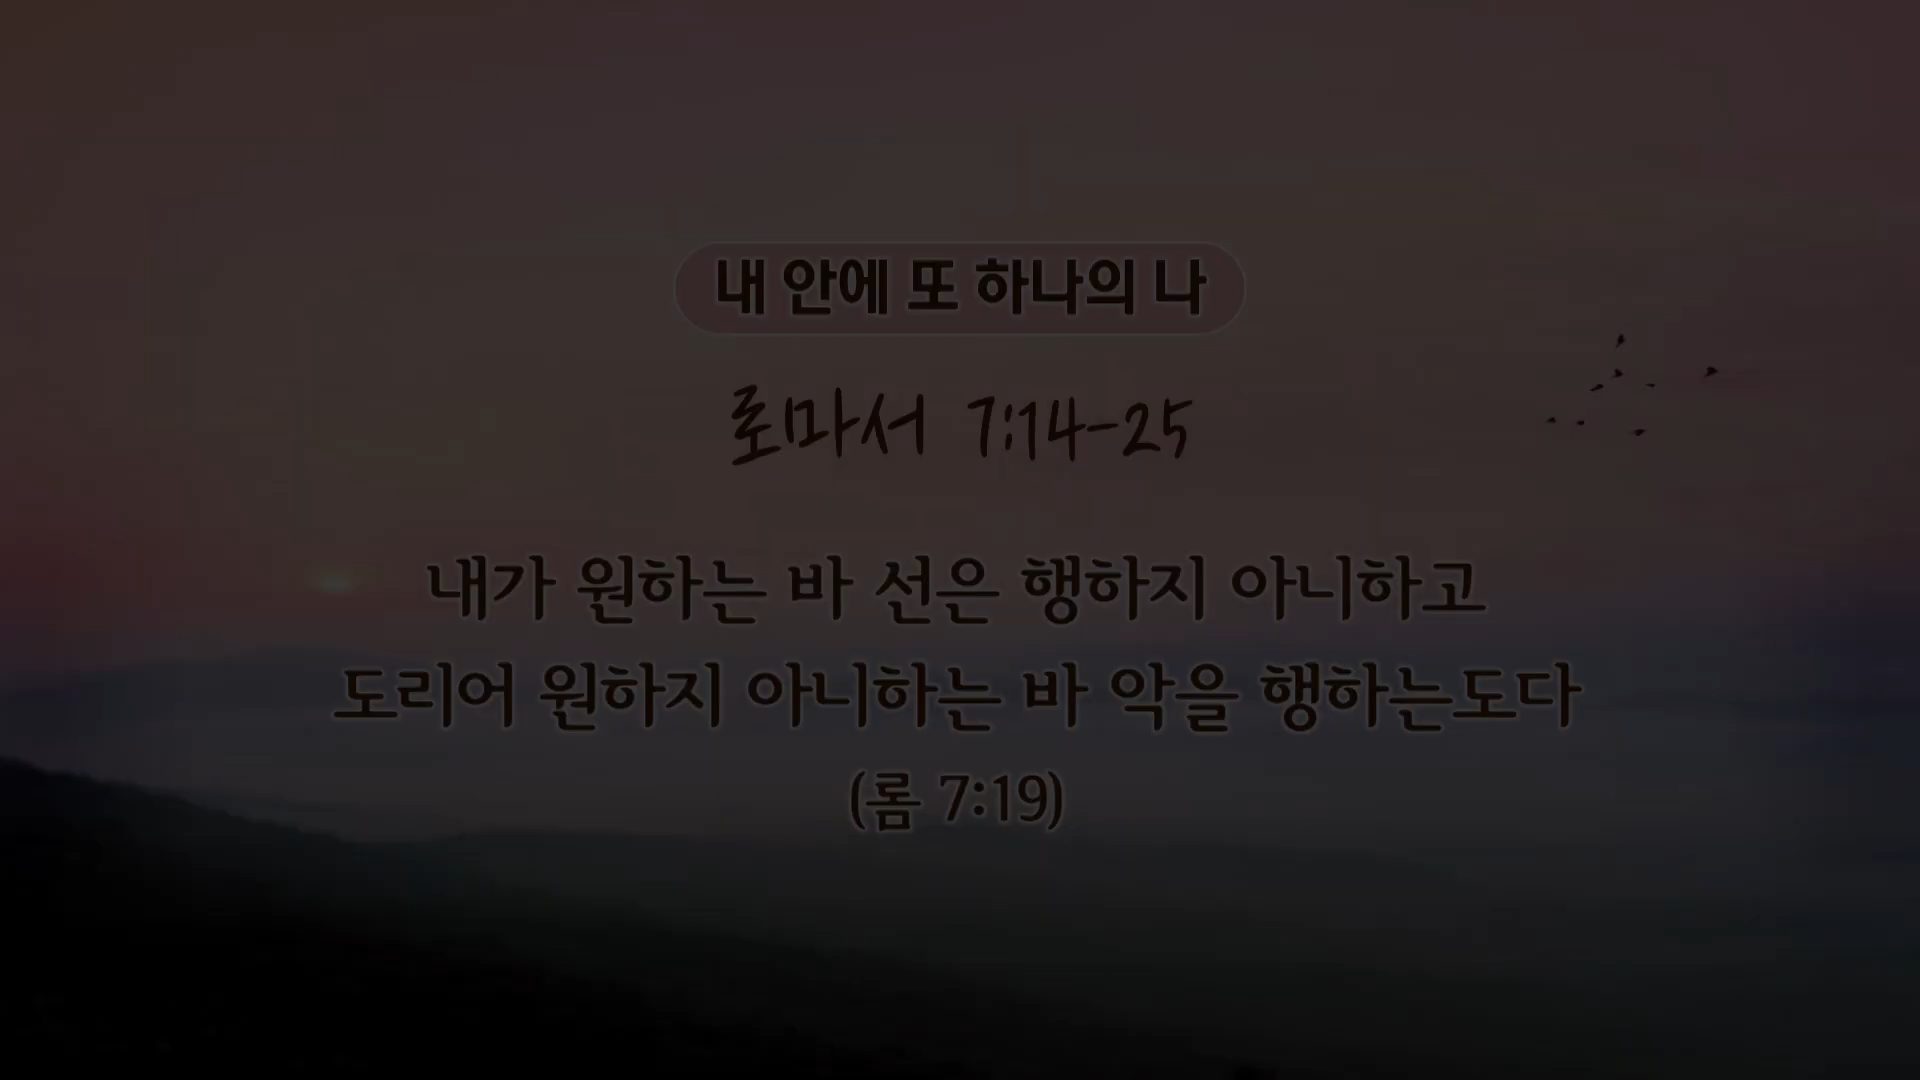 내 안에 또 하나의 나
로마서 7:14-25
내가 원하는 바 선은 행하지 아니하고
도리어 원하지 아니하는 바 악을 행하는도다
(롬 7:19)